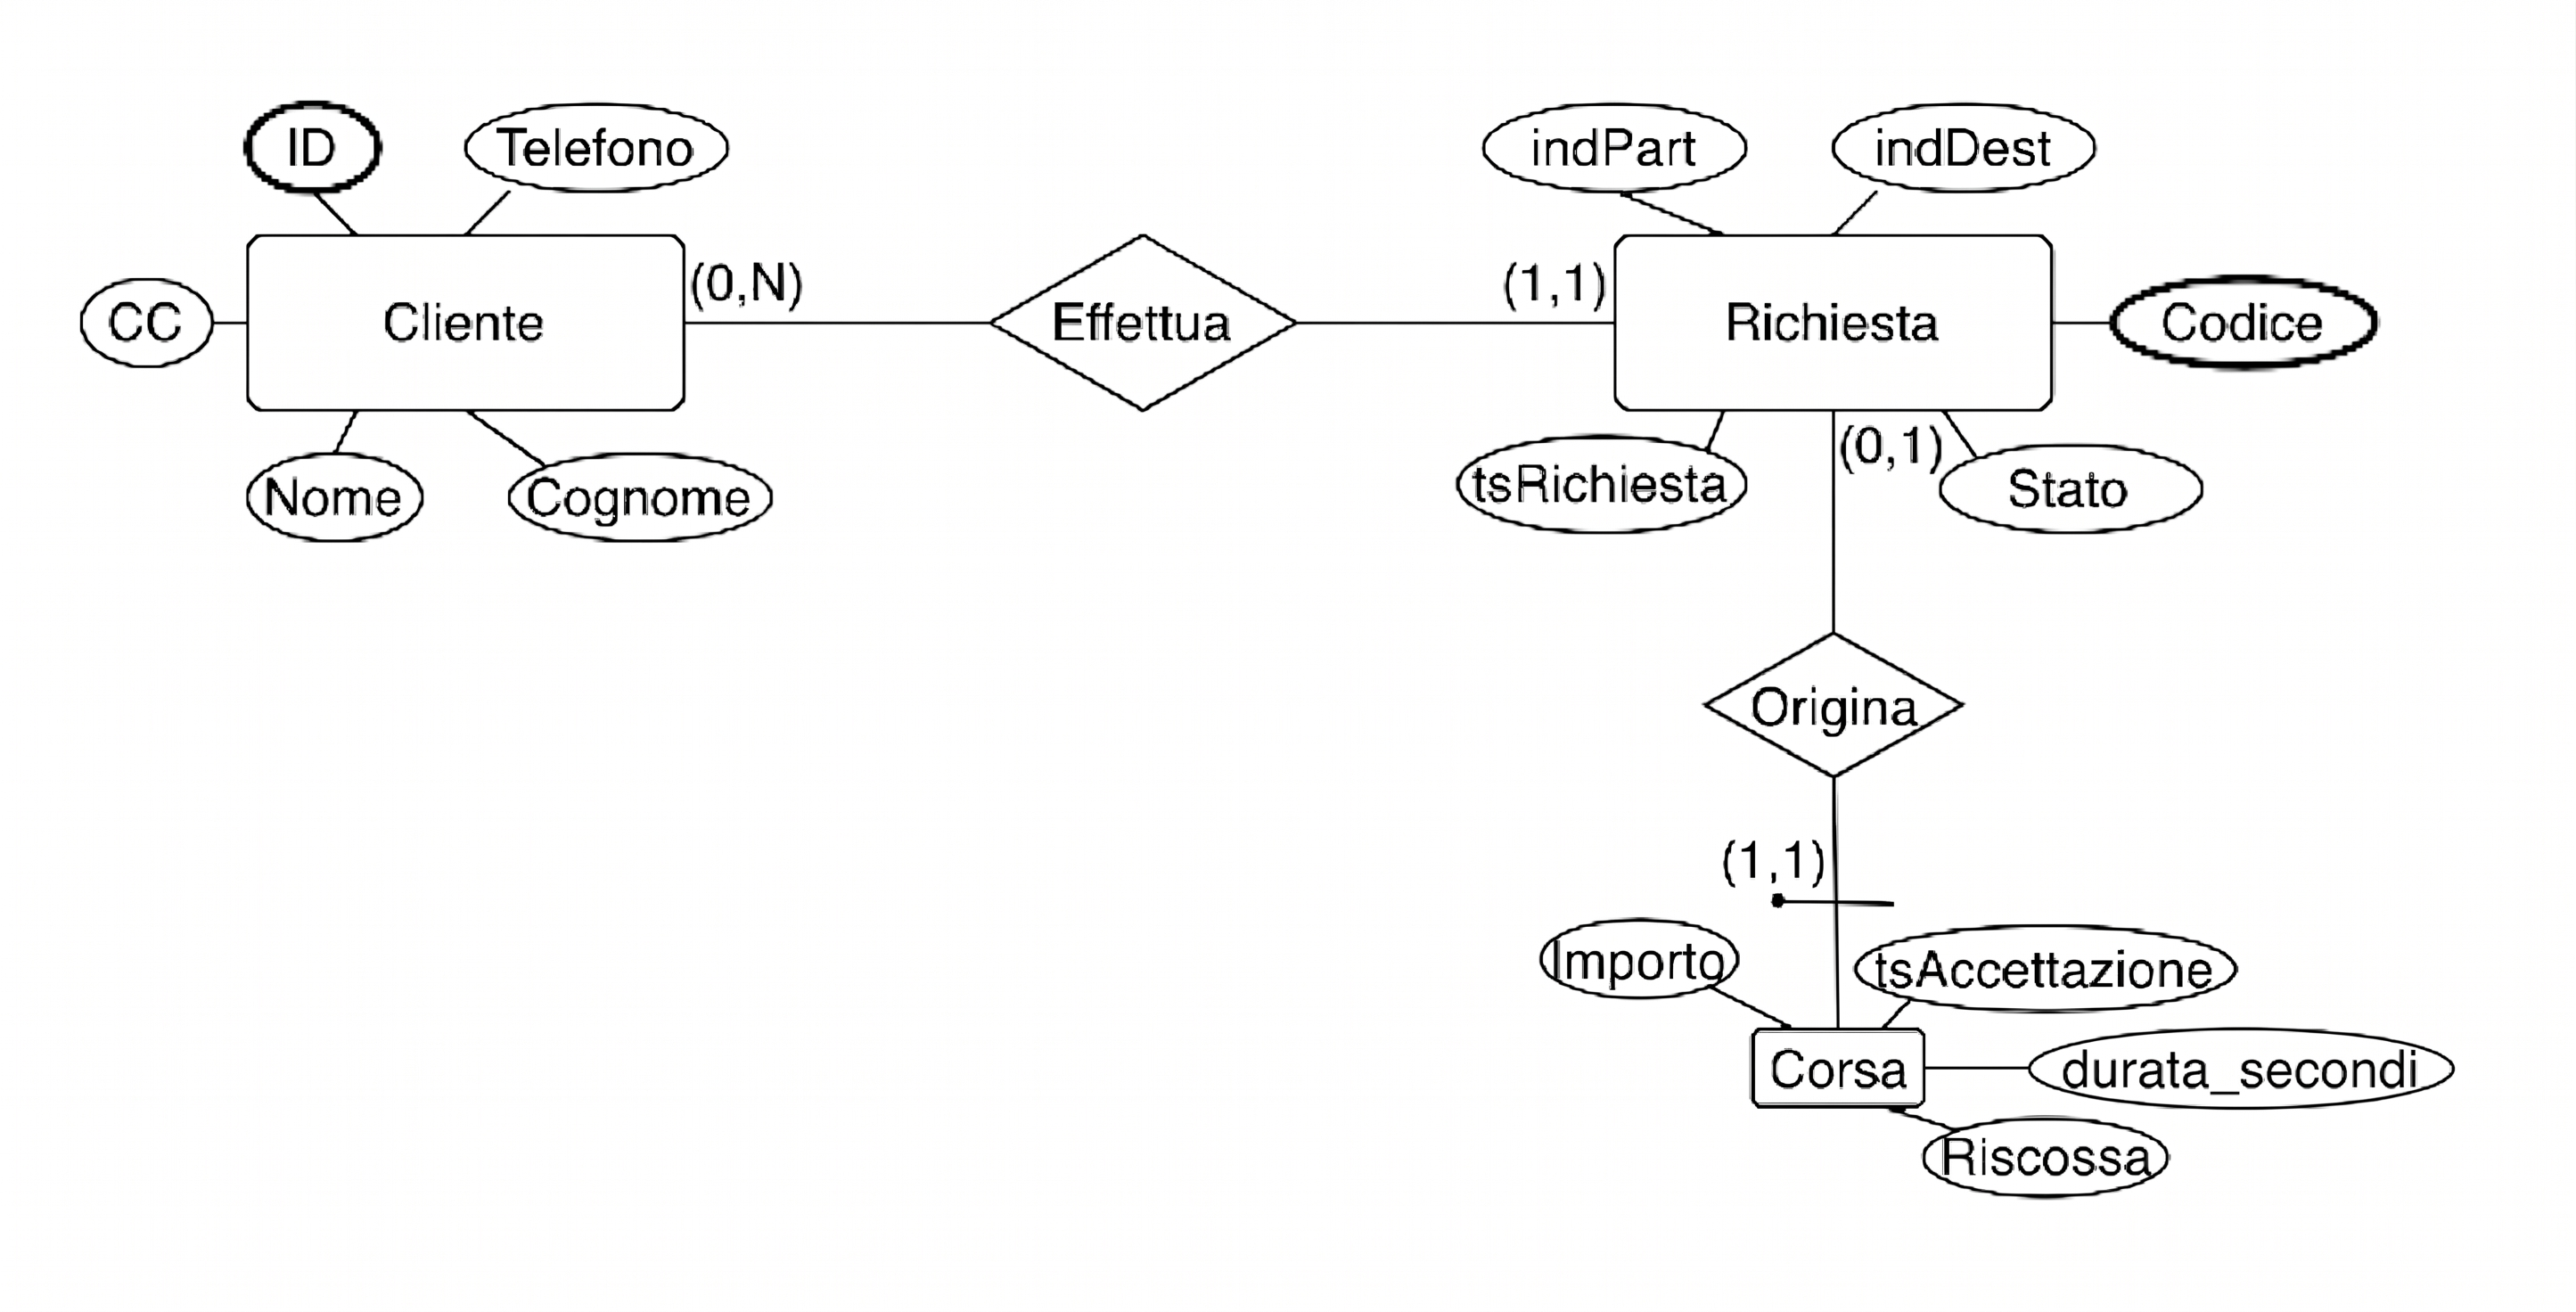 ID
Telefono
indPart
indDest
(0,N)
(1,1)
CC
Cliente
Effettua
Richiesta
Codice
(0,1)
Nome
Cognome
tsRichiesta
Stato
Origina
(1,1)
Importo
tsAccettazione
Corsa
durata_secondi
Riscossa